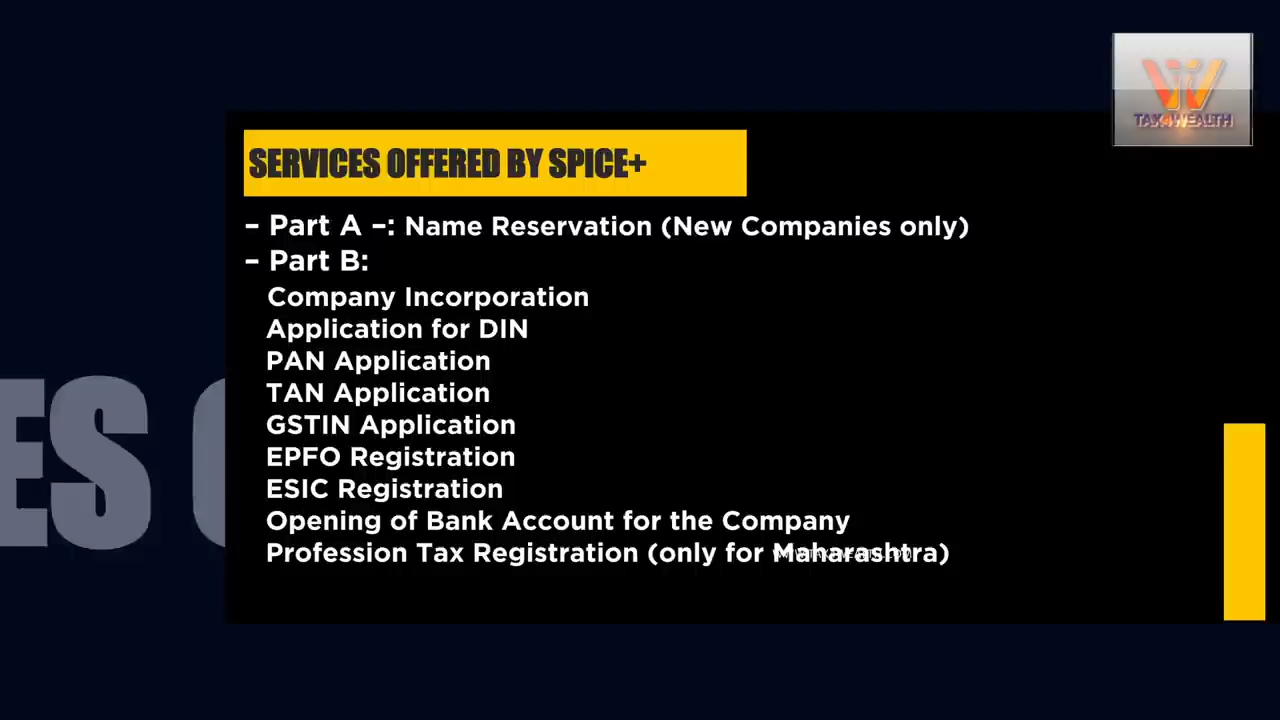 TAX4WEALTH
SERVICES OFFERED BY SPICE+
– Part A –: Name Reservation (New Companies only)
– Part B:
Company Incorporation
Application for DIN
PAN Application
TAN Application
GSTIN Application
EPFO Registration
ESIC Registration
Opening of Bank Account for the Company
Profession Tax Registration (only for Maharashtra)
ES